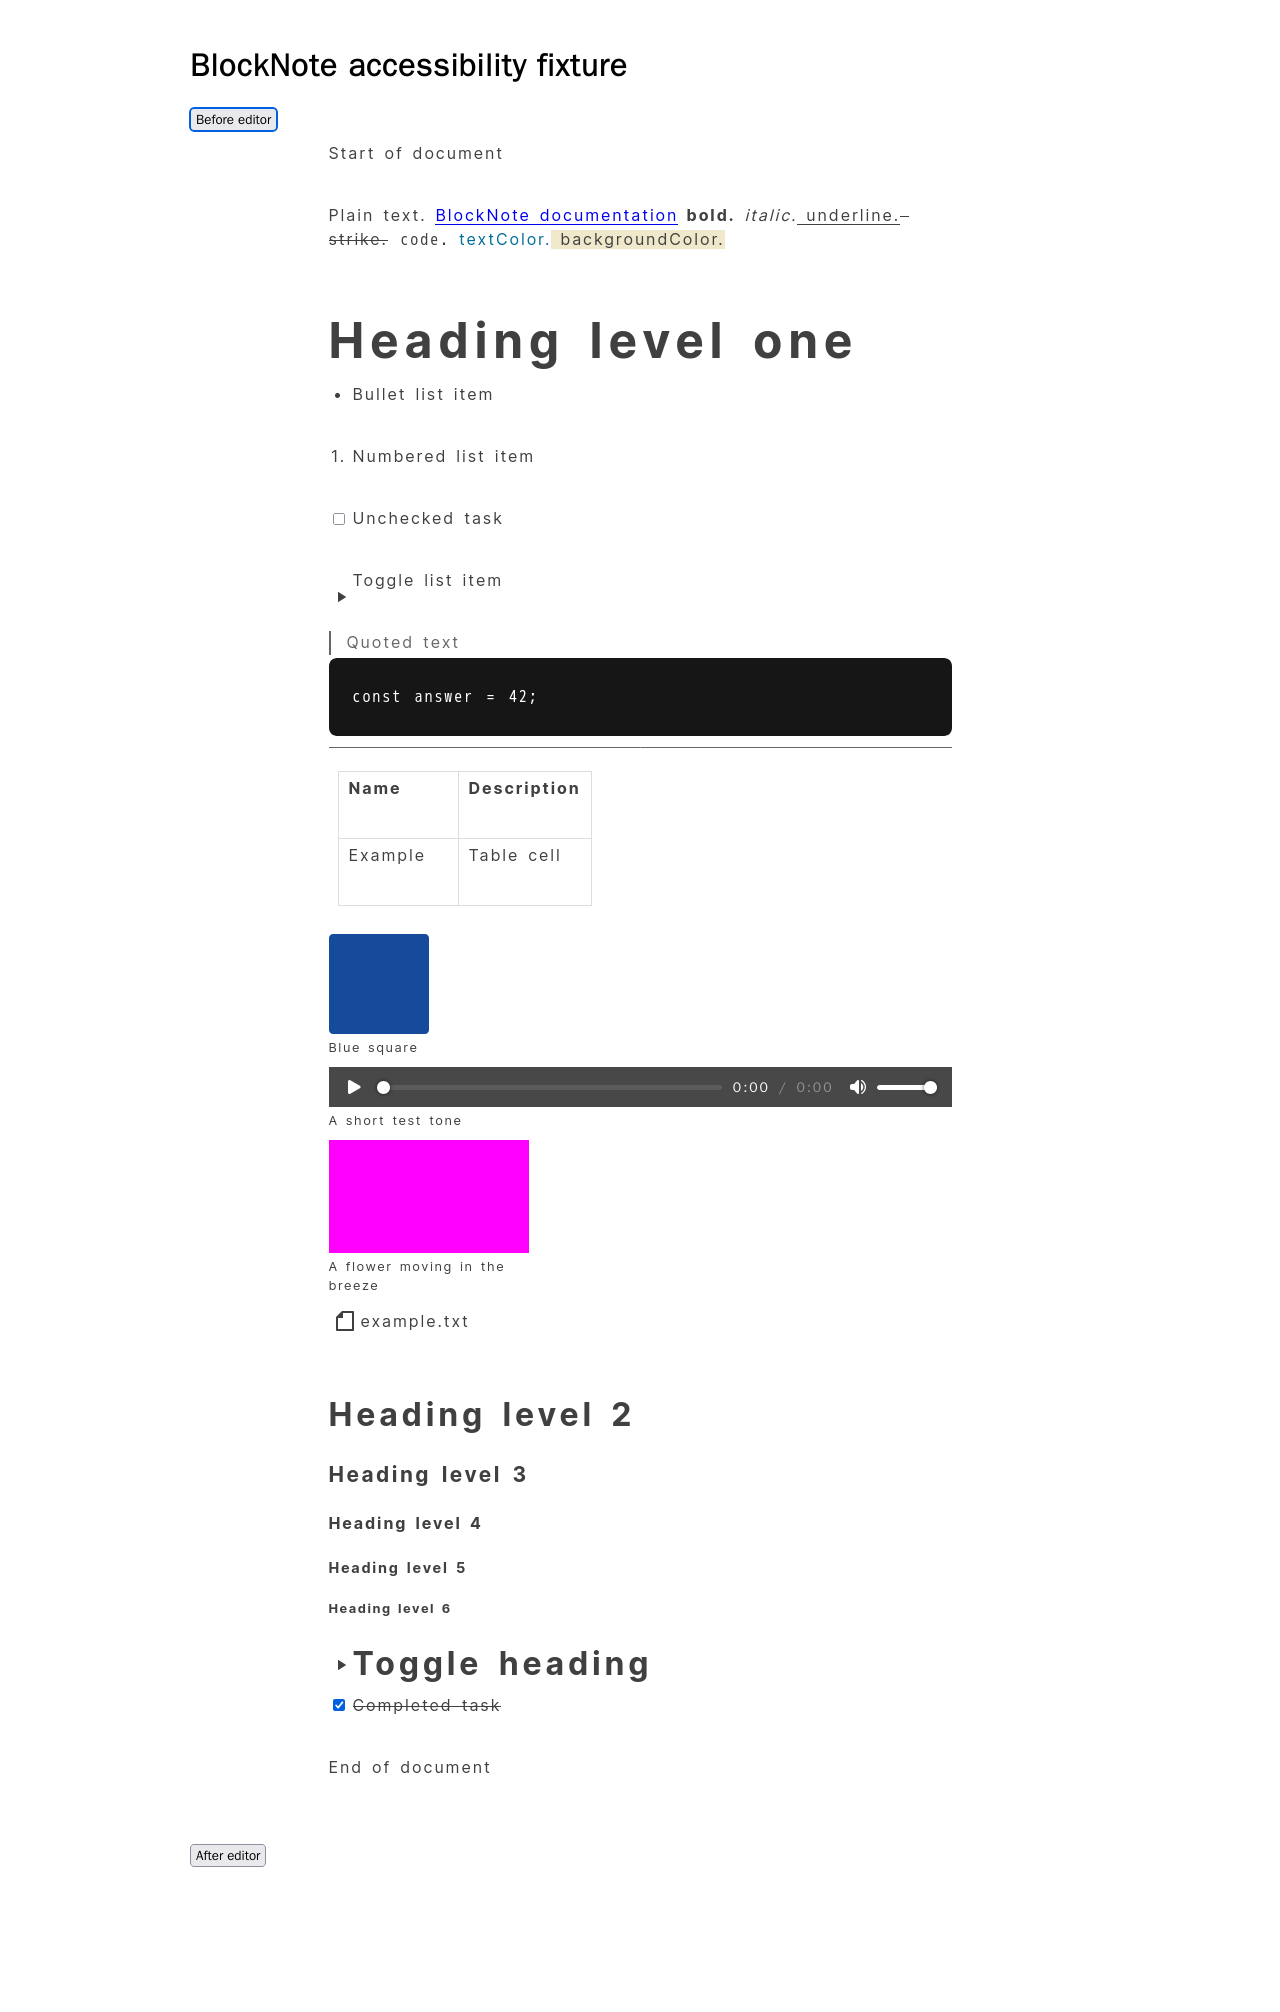 BlockNote accessibility fixture
Before editor
Start of document
Plain text. BlockNote documentation bold. italic. underline.
strike. code. textColor. backgroundColor.
Heading level one
• Bullet list item
1. Numbered list item
Unchecked task
Toggle list item
Quoted text
const answer = 42;
Name Description
Example Table cell
Blue square
0:00 / 0:00
A short test tone
A flower moving in the
breeze
example.txt
Heading level 2
Heading level 3
Heading level 4
Heading level 5
Heading level 6
Toggle heading
Completed task
End of document
After editor